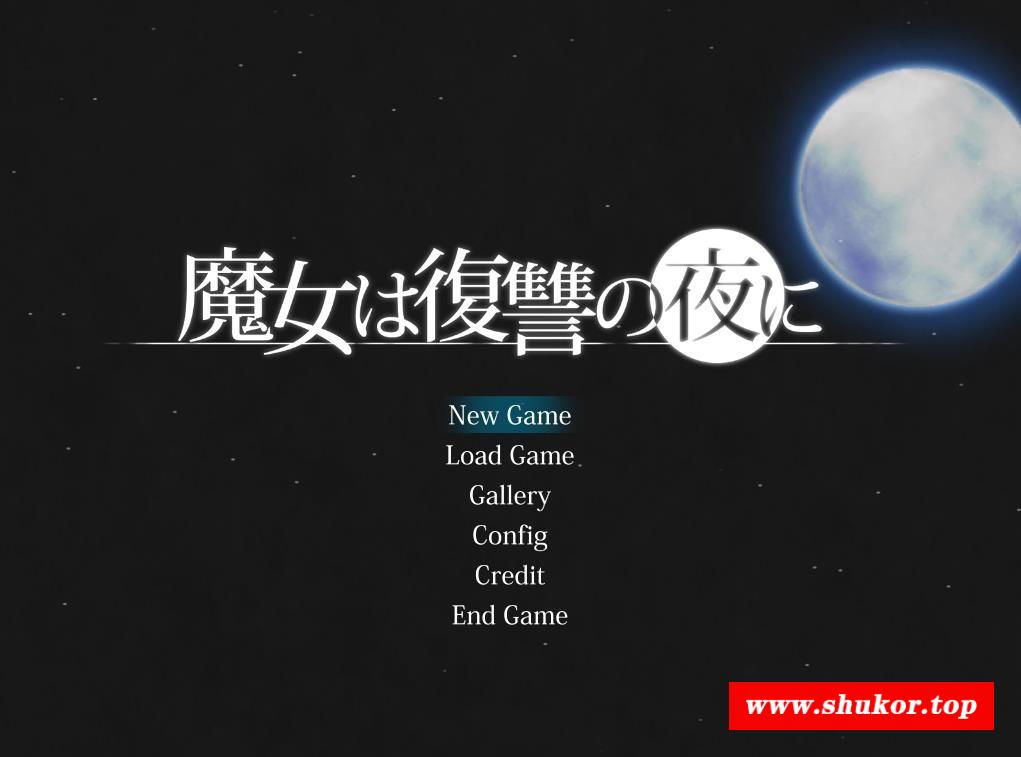 魔女は復讐の夜に
New Game
Load Game
Gallery
Config
Credit
End Game
www.shukor.top